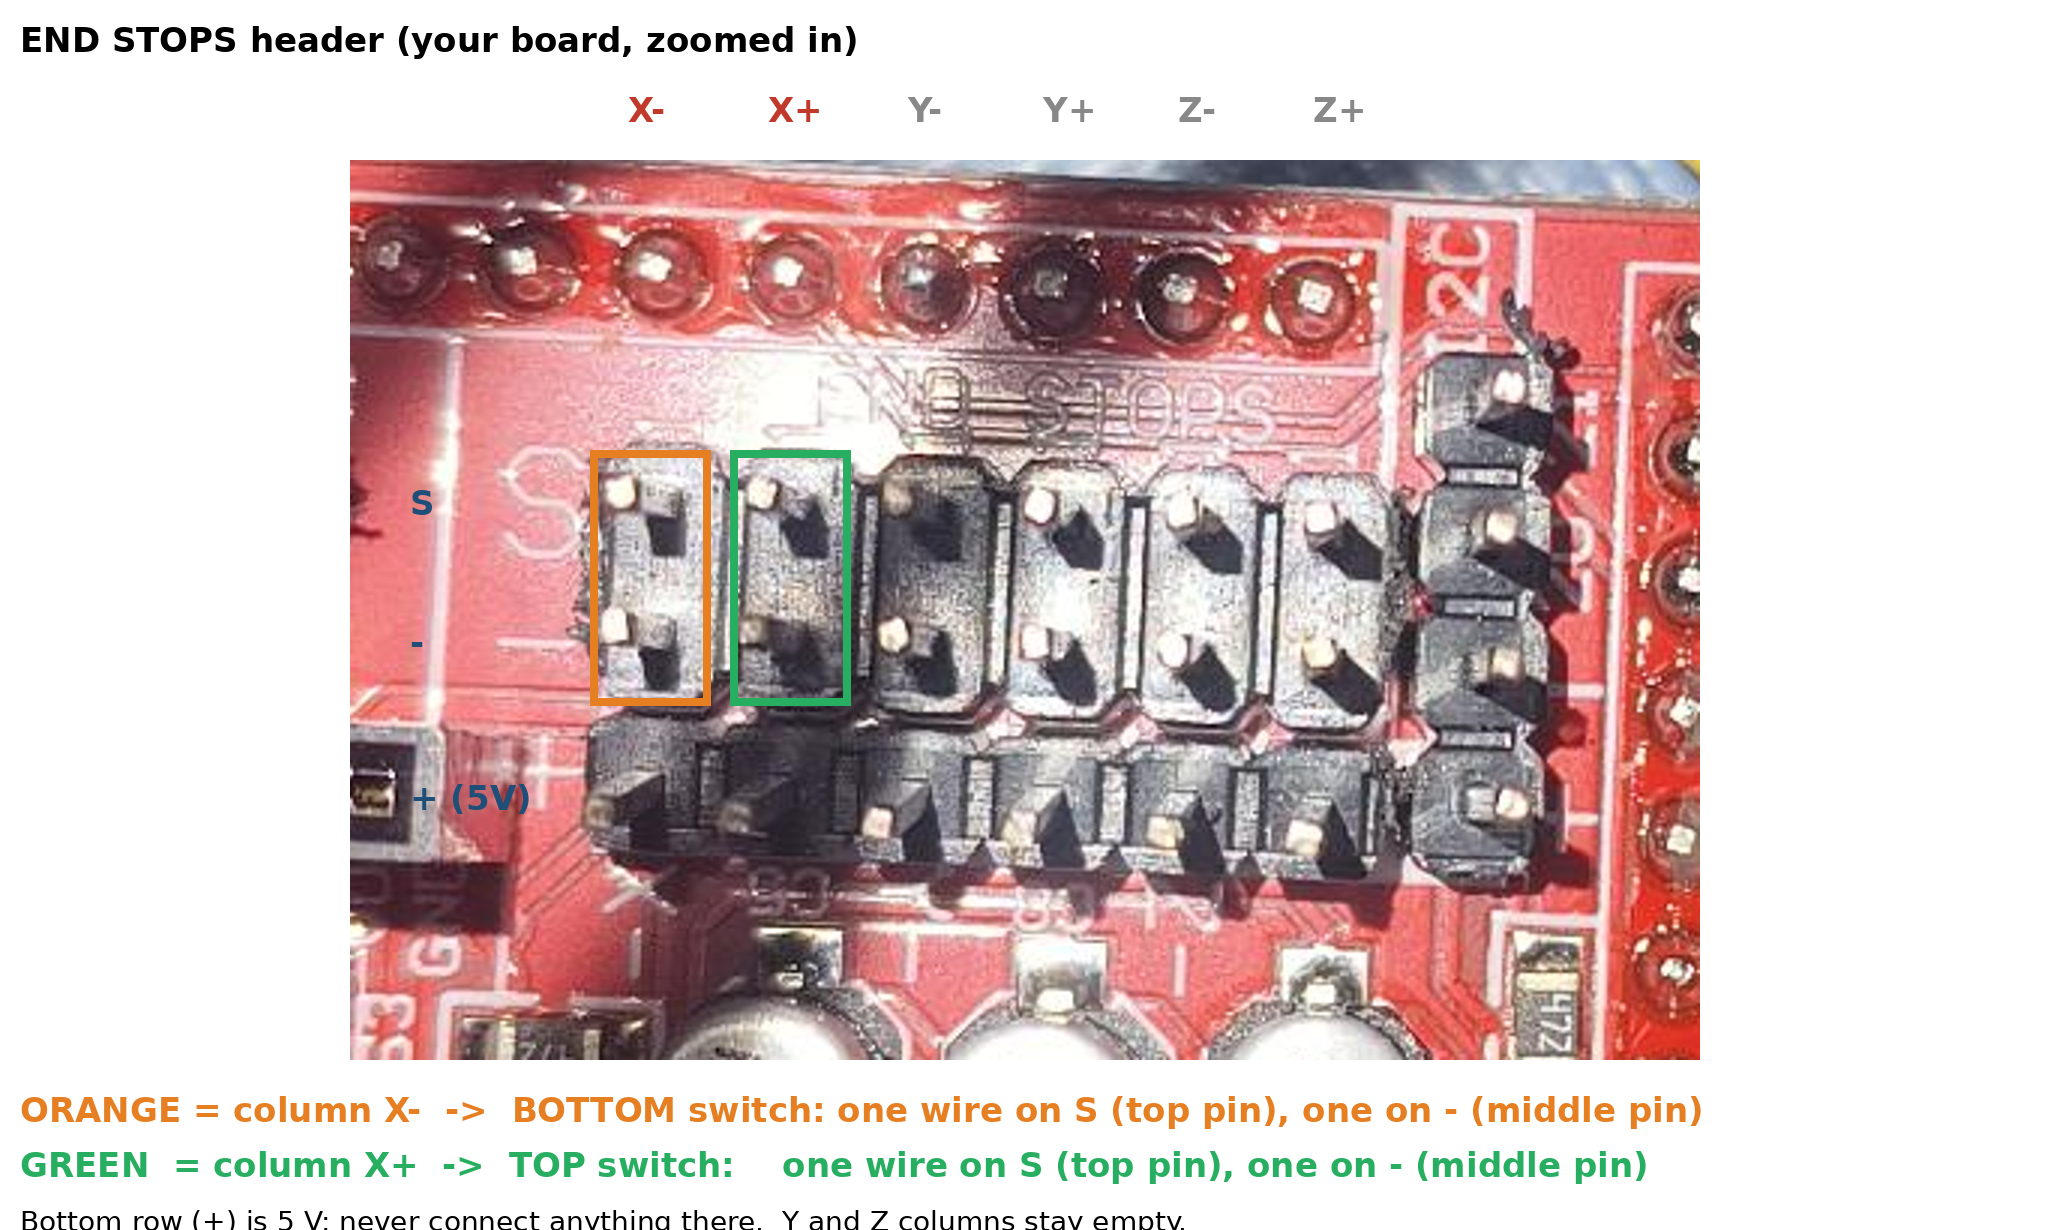 END STOPS header (your board, zoomed in)
X- X+ Y- Y+ Z- Z+
I2C
END STOPS
S
S
-
+ (5V)
GND
472
ORANGE = column X- -> BOTTOM switch: one wire on S (top pin), one on - (middle pin)
GREEN = column X+ -> TOP switch: one wire on S (top pin), one on - (middle pin)
Bottom row (+) is 5 V: never connect anything there. Y and Z columns stay empty.